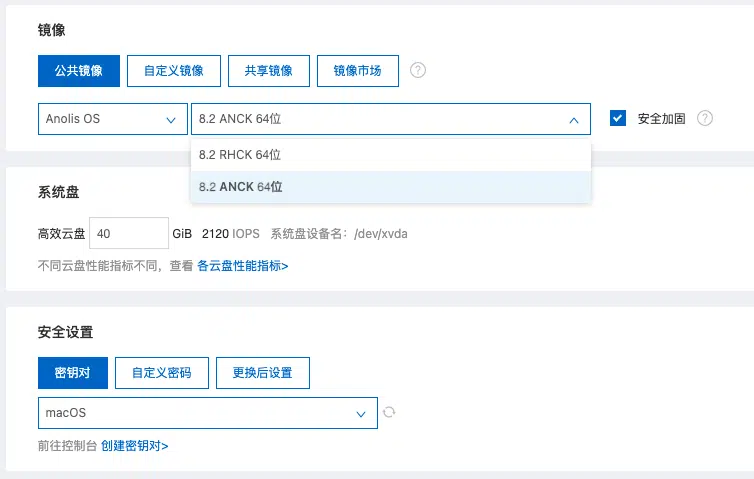 镜像
公共镜像 自定义镜像 共享镜像 镜像市场 ?
Anolis OS 8.2 ANCK 64位 安全加固 ?
8.2 RHCK 64位
8.2 ANCK 64位
系统盘
高效云盘 40 GiB 2120 IOPS 系统盘设备名：/dev/xvda
不同云盘性能指标不同，查看 各云盘性能指标>
安全设置
密钥对 自定义密码 更换后设置
macOS
前往控制台 创建密钥对>